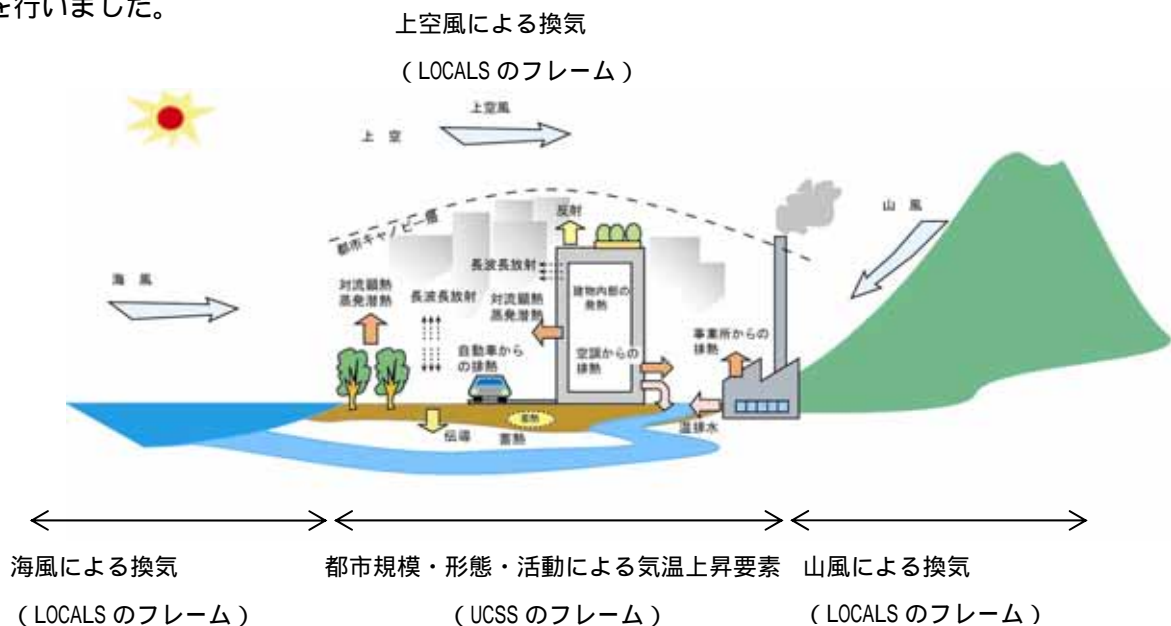 を行いました。
上空風による換気
（LOCALS のフレーム）
上空風
上 空
都市キャノピー層
反射
山 風
海 風
長波長放射
対流顕熱
蒸発潜熱
長波長放射
対流顕熱
蒸発潜熱
建物内部の
発熱
自動車から
の排熱
空調からの
排熱
事業所からの
排熱
伝導
蓄熱
蓄熱
温排水
海風による換気
（LOCALS のフレーム）
都市規模・形態・活動による気温上昇要素
（UCSS のフレーム）
山風による換気
（LOCALS のフレーム）